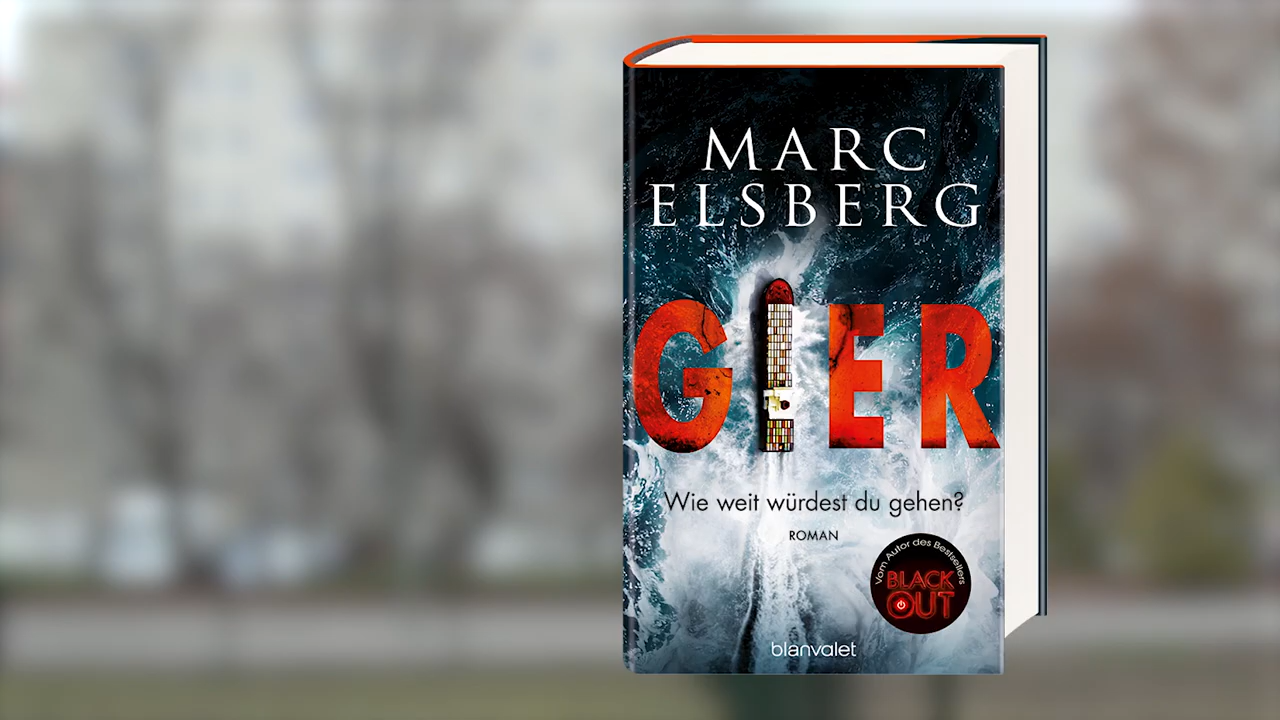 MARC
ELSBERG
GIER
Wie weit würdest du gehen?
ROMAN
Vom Autor des Bestsellers
BLACK
OUT
blanvalet